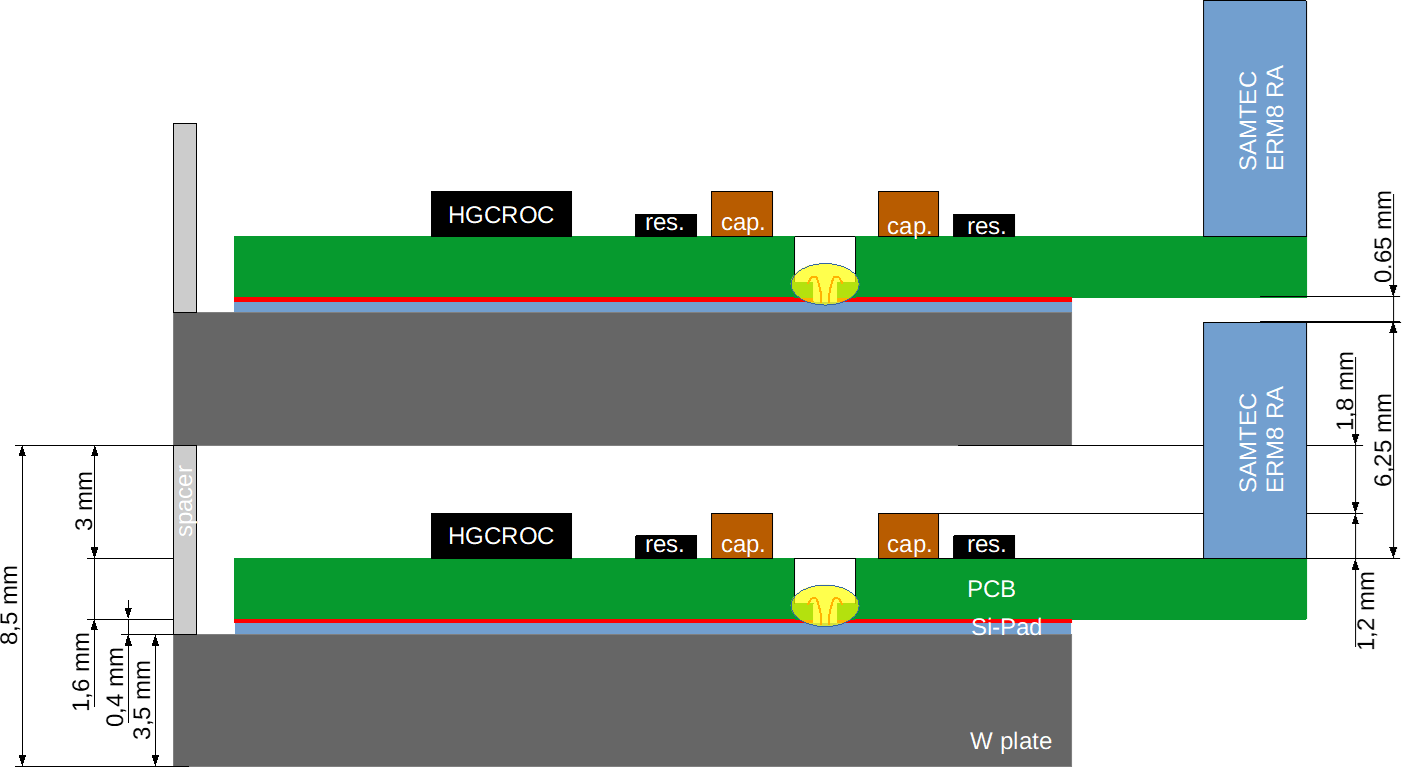 SAMTEC
ERM8 RA
HGCROC
res.
cap.
cap.
res.
0.65 mm
SAMTEC
ERM8 RA
1,8 mm
6,25 mm
3 mm
spacer
HGCROC
res.
cap.
cap.
res.
PCB
Si-Pad
8,5 mm
1,6 mm
0,4 mm
3,5 mm
1,2 mm
W plate